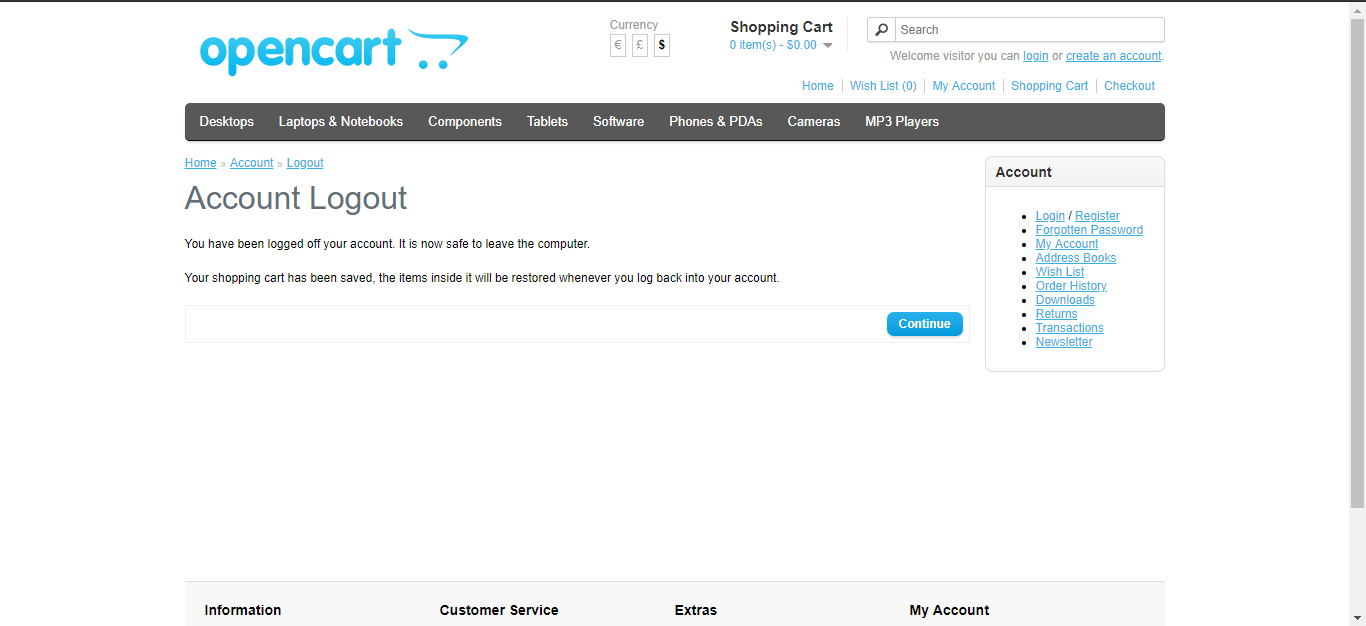 opencart
Currency
€ £ $
Shopping Cart
0 item(s) - $0.00
Search
Welcome visitor you can login or create an account.
Home Wish List (0) My Account Shopping Cart Checkout
Desktops Laptops & Notebooks Components Tablets Software Phones & PDAs Cameras MP3 Players
Home » Account » Logout
Account Logout
You have been logged off your account. It is now safe to leave the computer.
Your shopping cart has been saved, the items inside it will be restored whenever you log back into your account.
Continue
Account
Login / Register
Forgotten Password
My Account
Address Books
Wish List
Order History
Downloads
Returns
Transactions
Newsletter
Information Customer Service Extras My Account